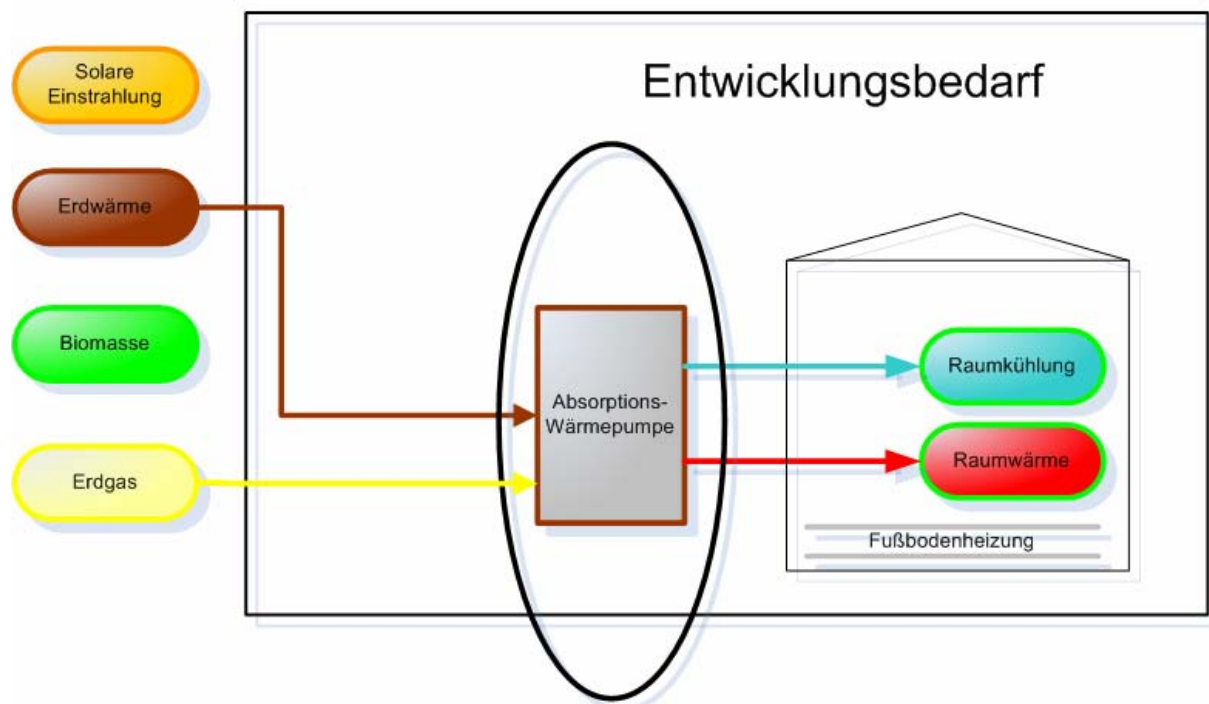 Entwicklungsbedarf
Solare
Einstrahlung
Erdwärme
Biomasse
Erdgas
Absorptions-
Wärmepumpe
Raumkühlung
Raumwärme
Fußbodenheizung